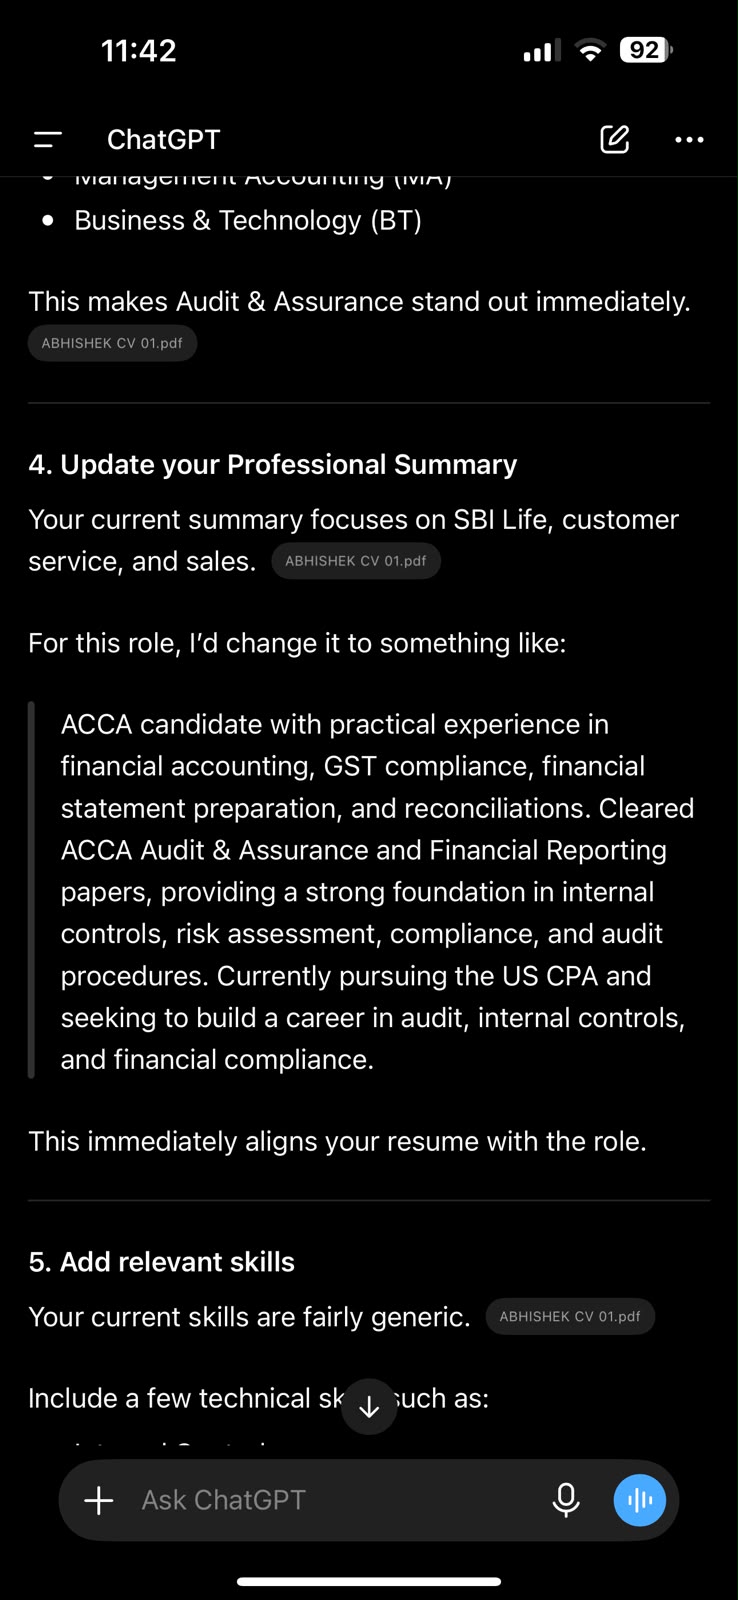 11:42
92
ChatGPT
Management Accounting (MA)
• Business & Technology (BT)
This makes Audit & Assurance stand out immediately.
ABHISHEK CV 01.pdf
4. Update your Professional Summary
Your current summary focuses on SBI Life, customer
service, and sales. ABHISHEK CV 01.pdf
For this role, I’d change it to something like:
ACCA candidate with practical experience in
financial accounting, GST compliance, financial
statement preparation, and reconciliations. Cleared
ACCA Audit & Assurance and Financial Reporting
papers, providing a strong foundation in internal
controls, risk assessment, compliance, and audit
procedures. Currently pursuing the US CPA and
seeking to build a career in audit, internal controls,
and financial compliance.
This immediately aligns your resume with the role.
5. Add relevant skills
Your current skills are fairly generic. ABHISHEK CV 01.pdf
Include a few technical such as:
Ask ChatGPT